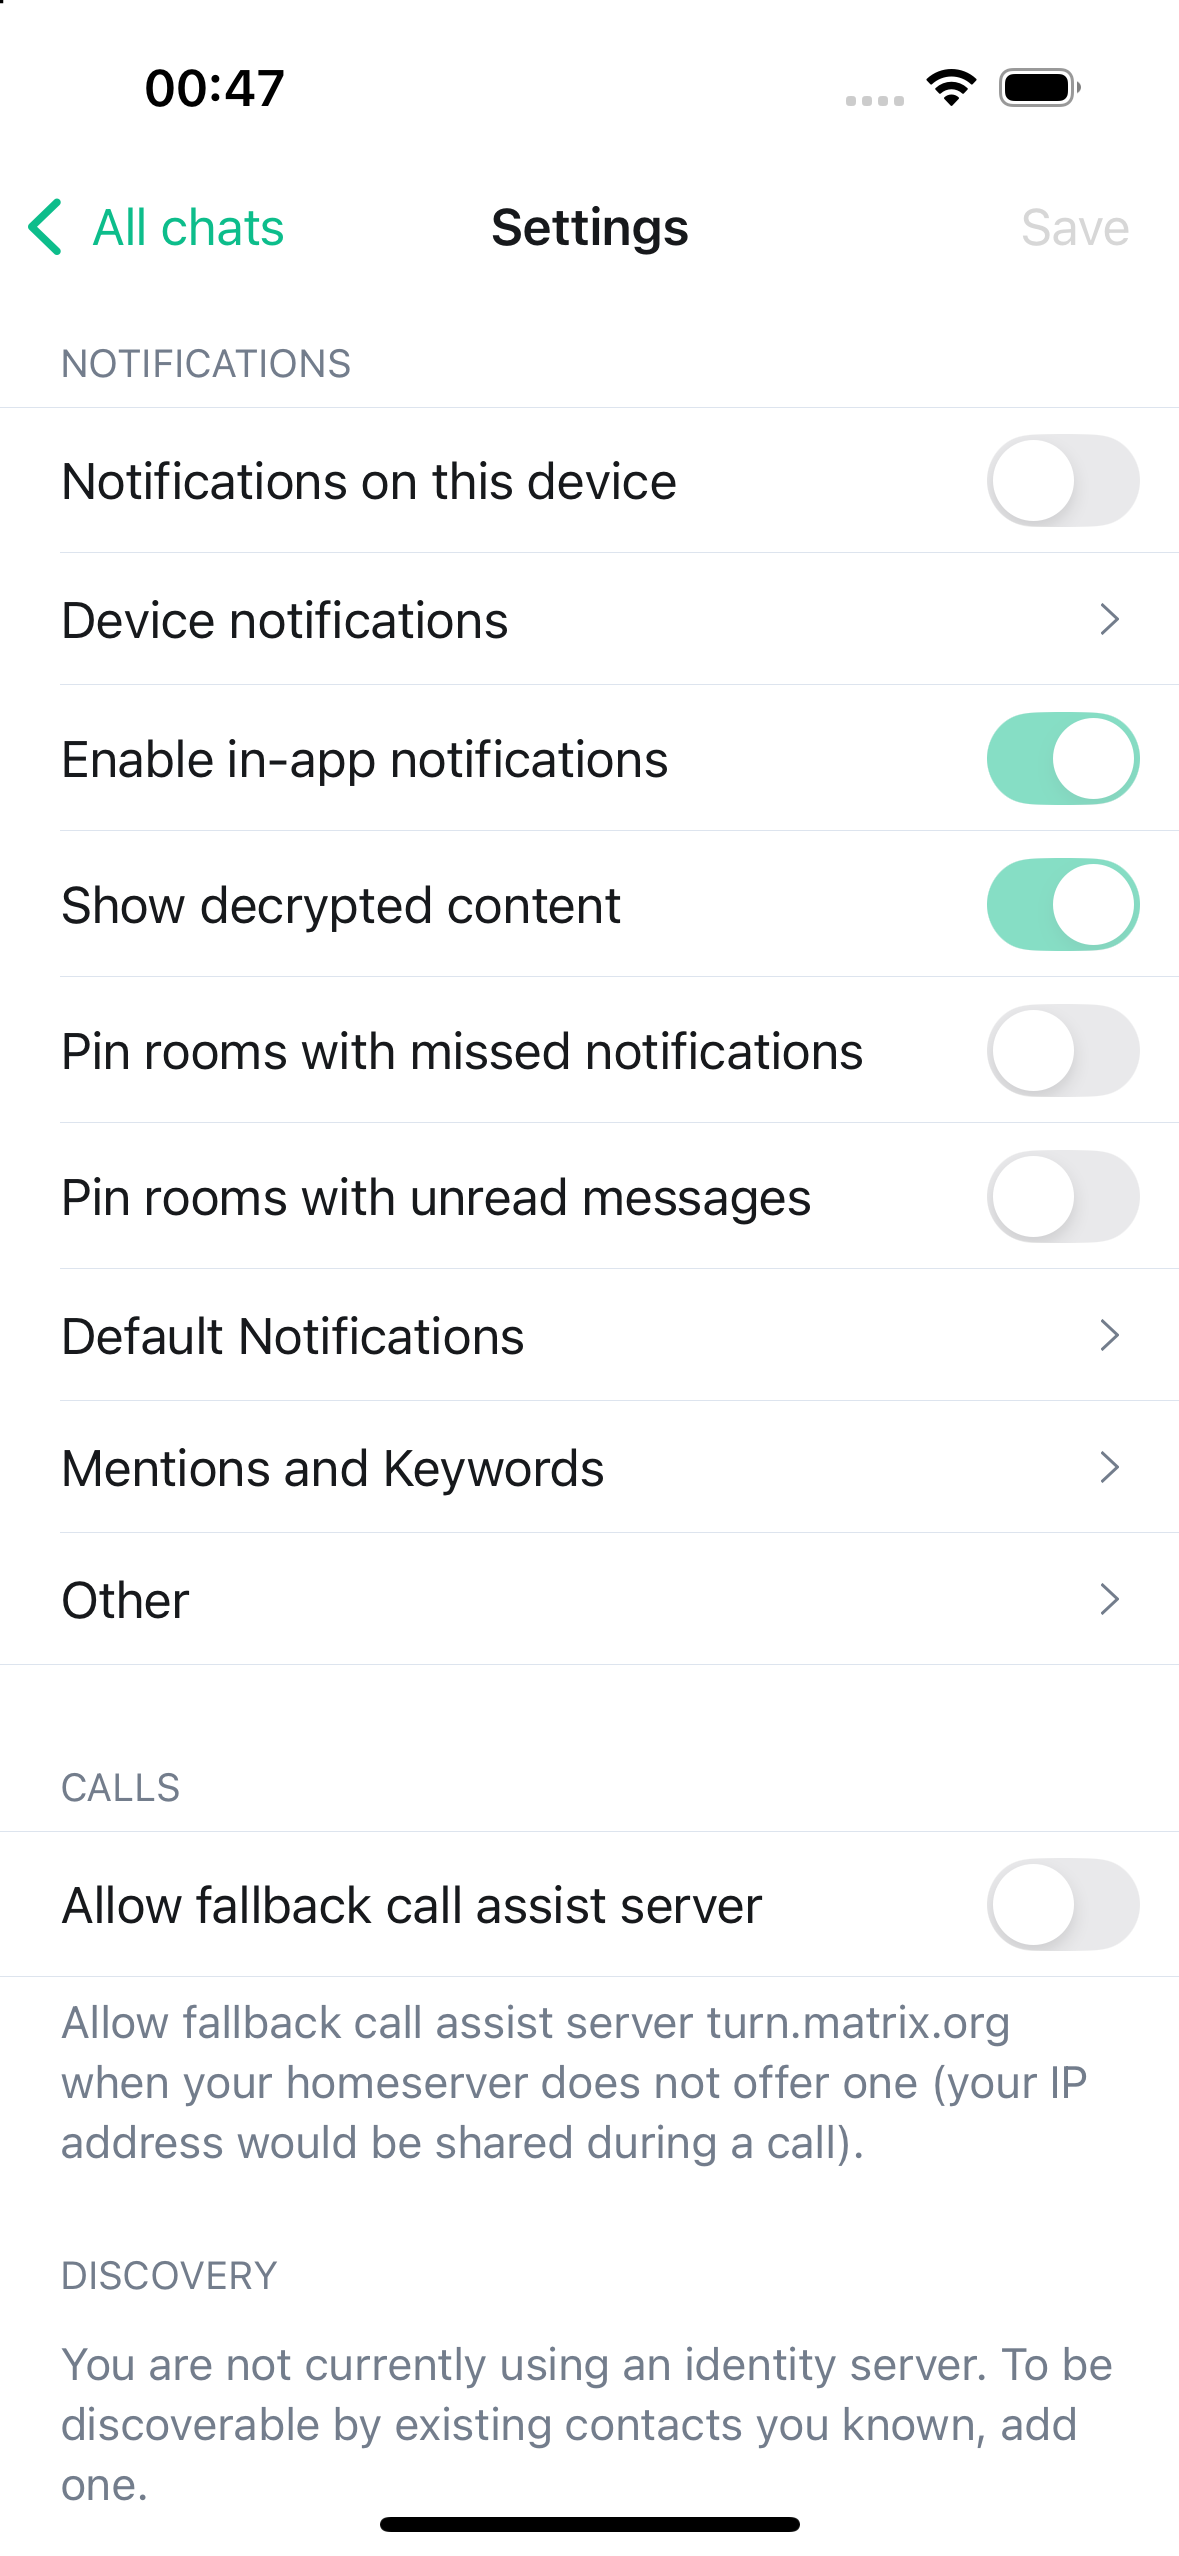 00:47
All chats
Settings
Save
NOTIFICATIONS
Notifications on this device
Device notifications
Enable in-app notifications
Show decrypted content
Pin rooms with missed notifications
Pin rooms with unread messages
Default Notifications
Mentions and Keywords
Other
CALLS
Allow fallback call assist server
Allow fallback call assist server turn.matrix.org
when your homeserver does not offer one (your IP
address would be shared during a call).
DISCOVERY
You are not currently using an identity server. To be
discoverable by existing contacts you known, add
one.